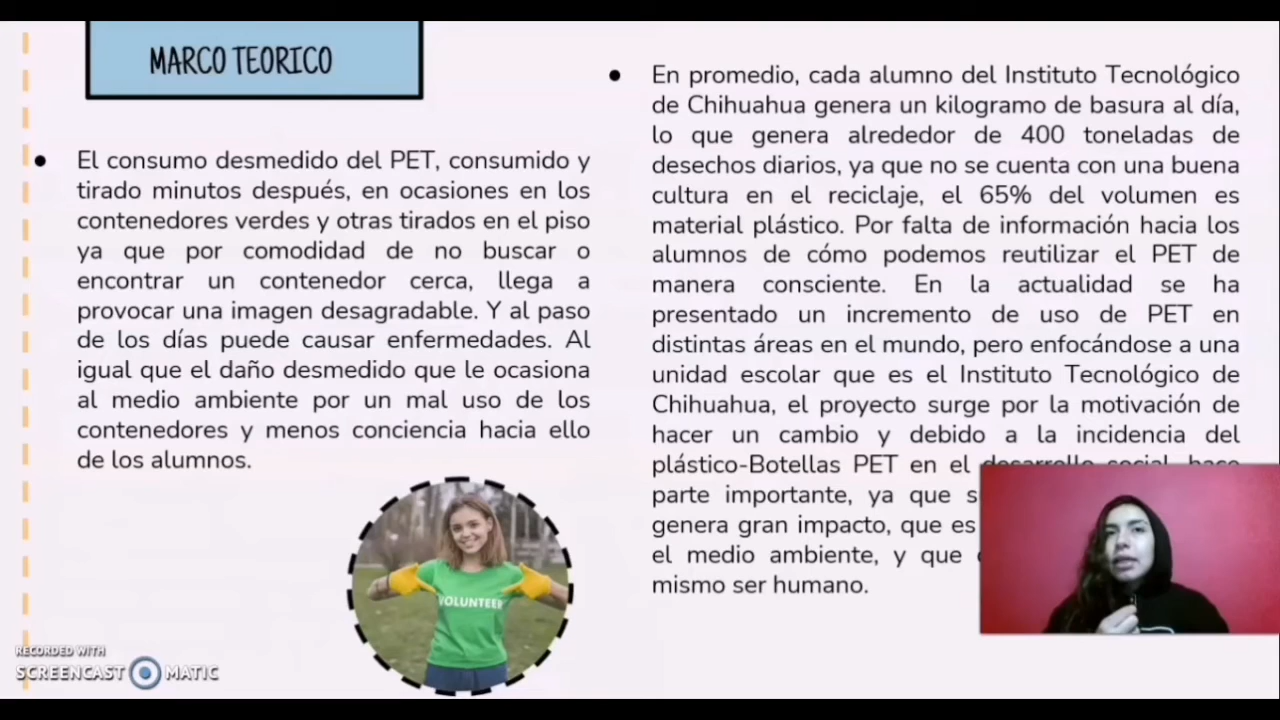 MARCO TEORICO
El consumo desmedido del PET, consumido y
tirado minutos después, en ocasiones en los
contenedores verdes y otras tirados en el piso
ya que por comodidad de no buscar o
encontrar un contenedor cerca, llega a
provocar una imagen desagradable. Y al paso
de los días puede causar enfermedades. Al
igual que el daño desmedido que le ocasiona
al medio ambiente por un mal uso de los
contenedores y menos conciencia hacia ello
de los alumnos.
En promedio, cada alumno del Instituto Tecnológico
de Chihuahua genera un kilogramo de basura al día,
lo que genera alrededor de 400 toneladas de
desechos diarios, ya que no se cuenta con una buena
cultura en el reciclaje, el 65% del volumen es
material plástico. Por falta de información hacia los
alumnos de cómo podemos reutilizar el PET de
manera consciente. En la actualidad se ha
presentado un incremento de uso de PET en
distintas áreas en el mundo, pero enfocándose a una
unidad escolar que es el Instituto Tecnológico de
Chihuahua, el proyecto surge por la motivación de
hacer un cambio y debido a la incidencia del
plástico-Botellas PET en el desarrollo social hace
parte importante, ya que
genera gran impacto, que es
el medio ambiente, y que
mismo ser humano.
VOLUNTEER
RECORDED WITH
SCREENCAST MATIC